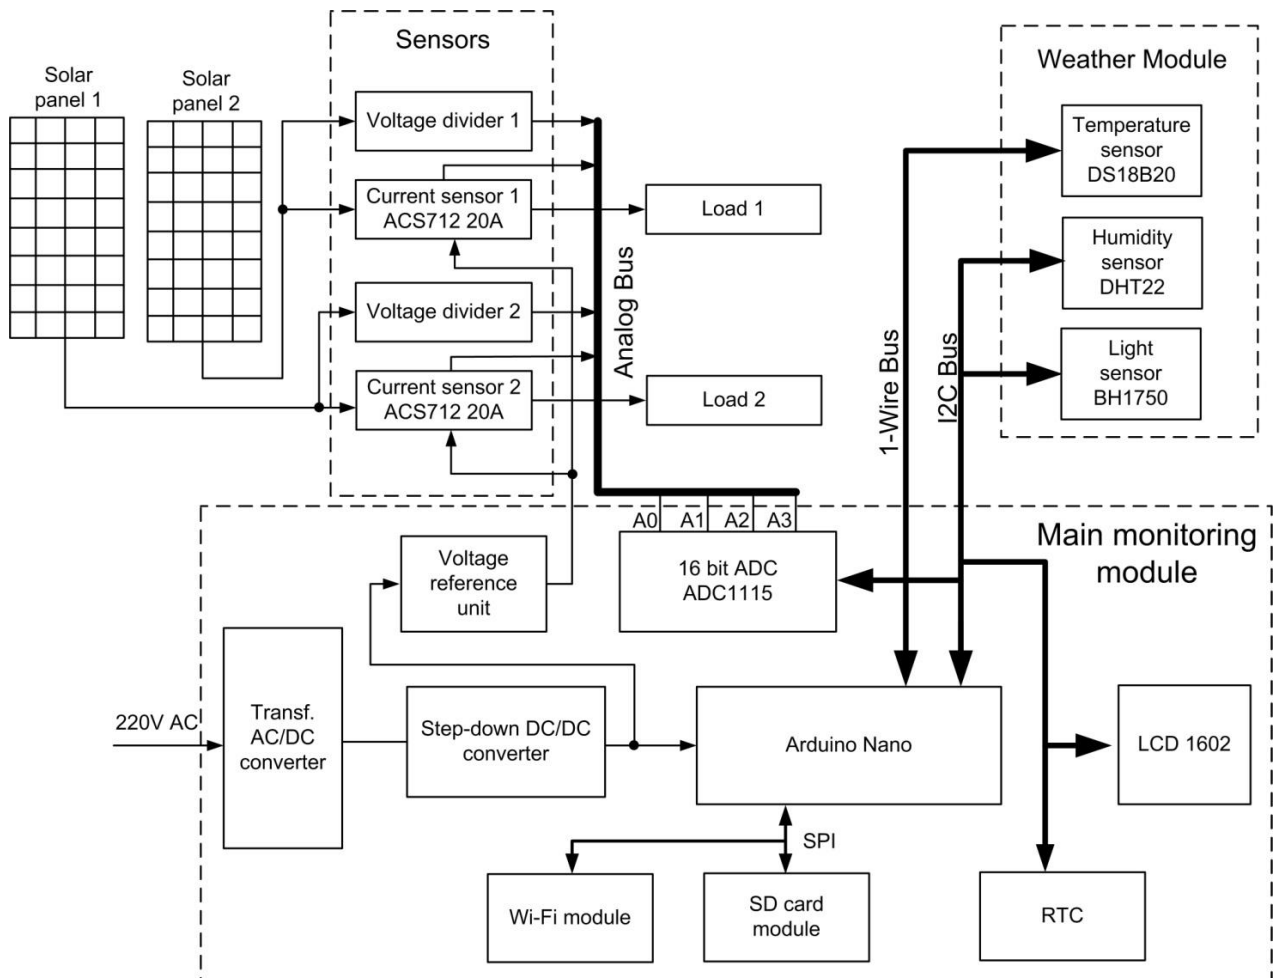 Sensors
Weather Module
Solar
panel 1
Solar
panel 2
Voltage divider 1
Current sensor 1
ACS712 20A
Voltage divider 2
Current sensor 2
ACS712 20A
Analog Bus
Load 1
Load 2
1-Wire Bus
I2C Bus
Temperature
sensor
DS18B20
Humidity
sensor
DHT22
Light
sensor
BH1750
Main monitoring
module
A0
A1
A2
A3
16 bit ADC
ADC1115
Voltage
reference
unit
220V AC
Transf.
AC/DC
converter
Step-down DC/DC
converter
Arduino Nano
LCD 1602
SPI
Wi-Fi module
SD card
module
RTC